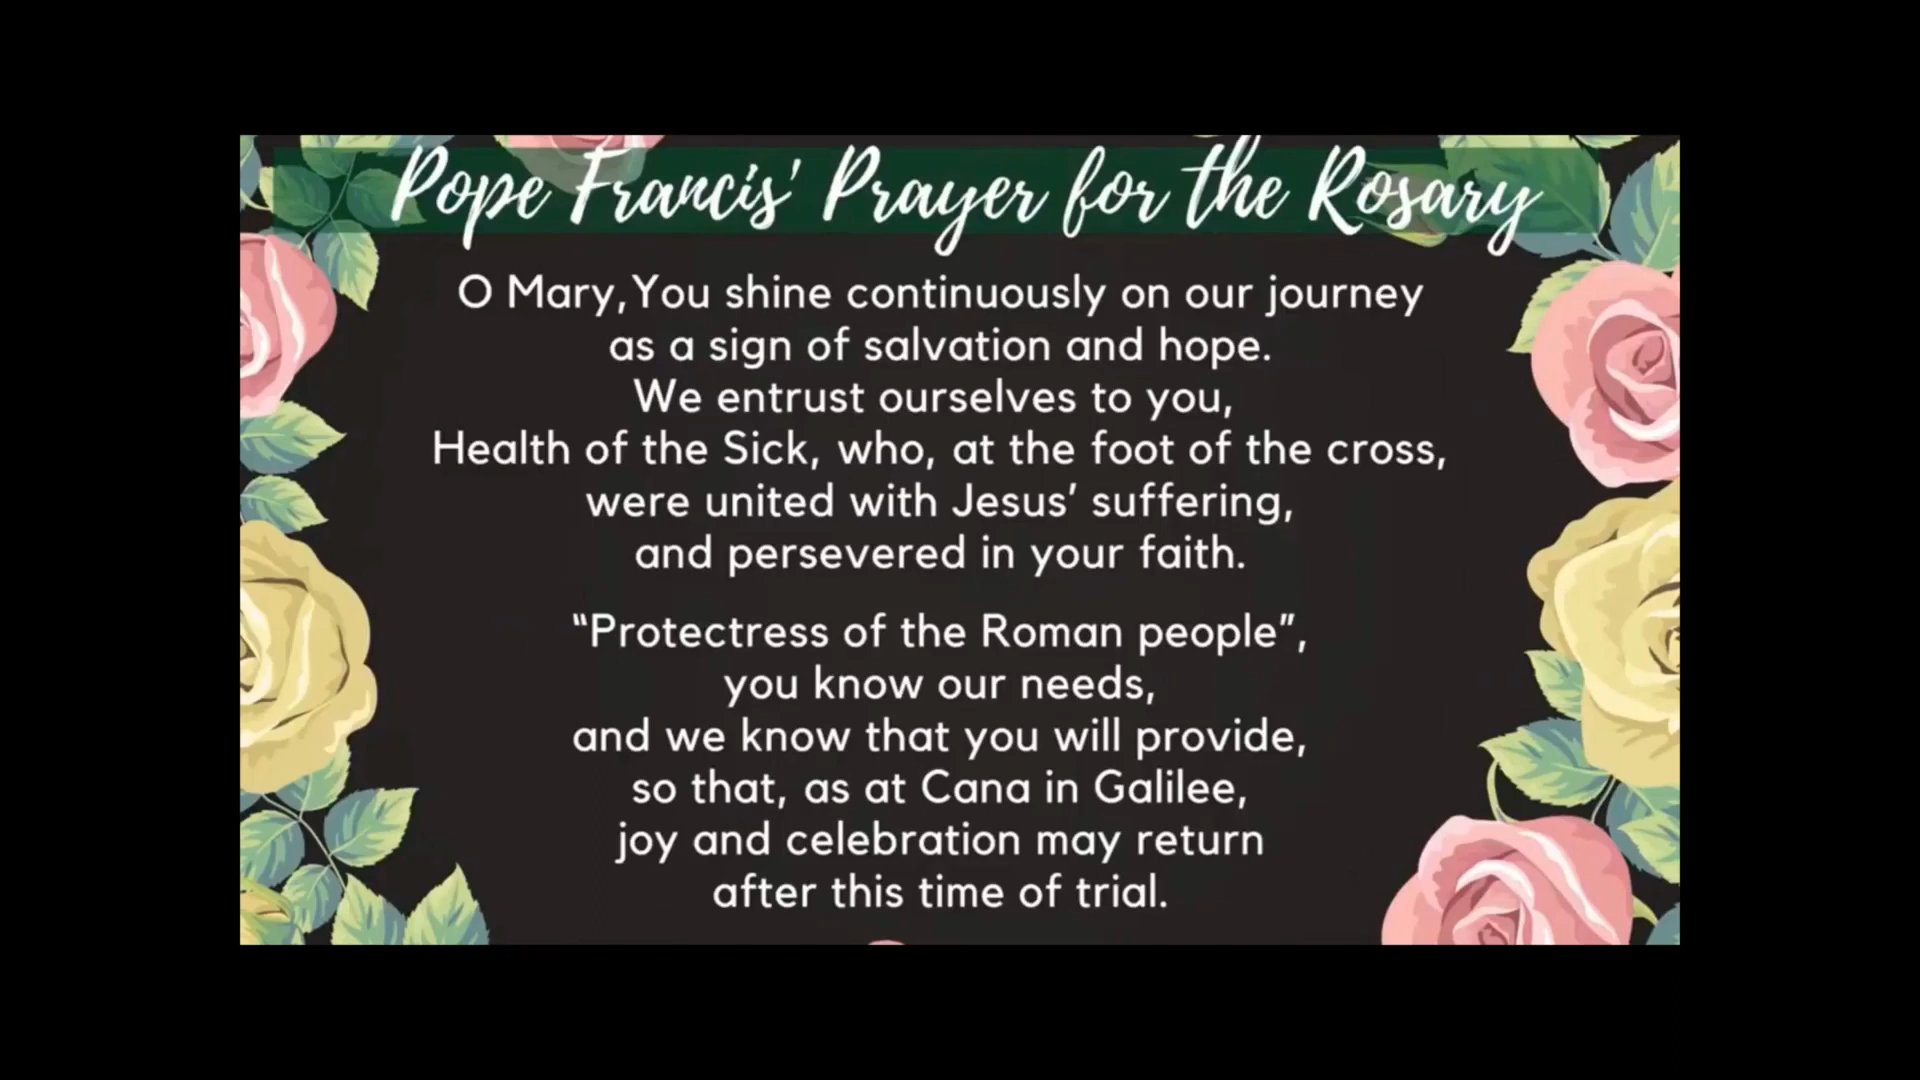 Pope Francis' Prayer for the Rosary
O Mary,You shine continuously on our journey
as a sign of salvation and hope.
We entrust ourselves to you,
Health of the Sick, who, at the foot of the cross,
were united with Jesus’ suffering,
and persevered in your faith.
“Protectress of the Roman people”,
you know our needs,
and we know that you will provide,
so that, as at Cana in Galilee,
joy and celebration may return
after this time of trial.